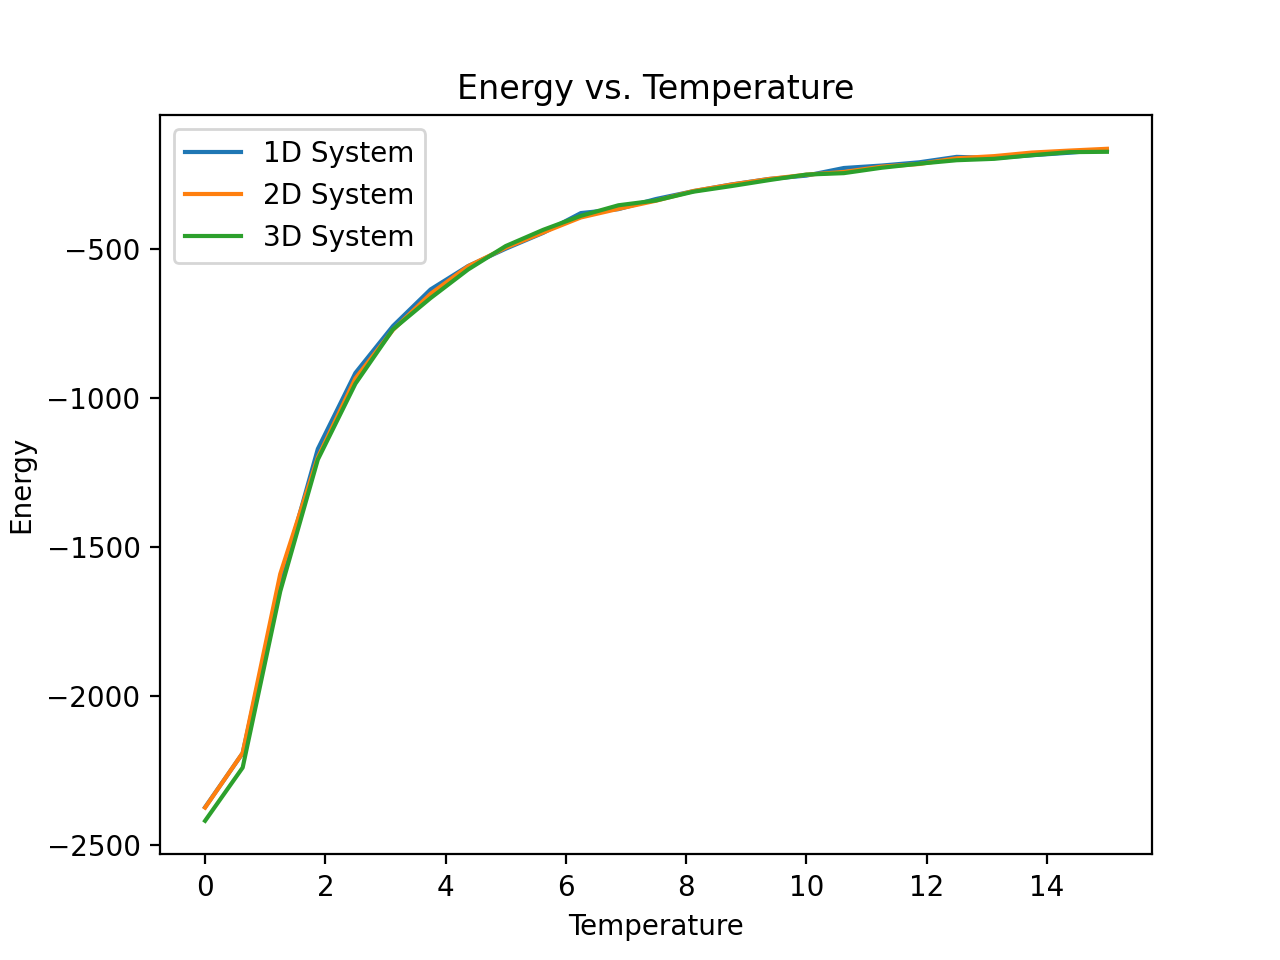 Energy vs. Temperature
1D System
2D System
3D System
−500
−1000
−1500
−2000
−2500
Energy
0 2 4 6 8 10 12 14
Temperature